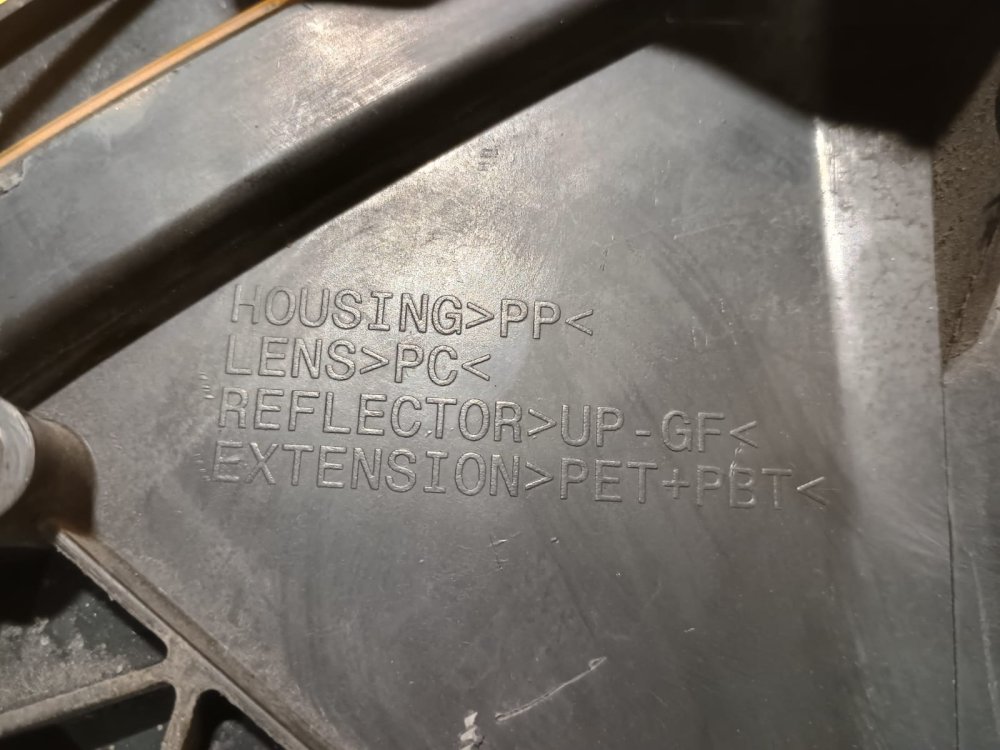 HOUSING>PP<
LENS>PC<
REFLECTOR>UP-GF<
EXTENSION>PET+PBT<